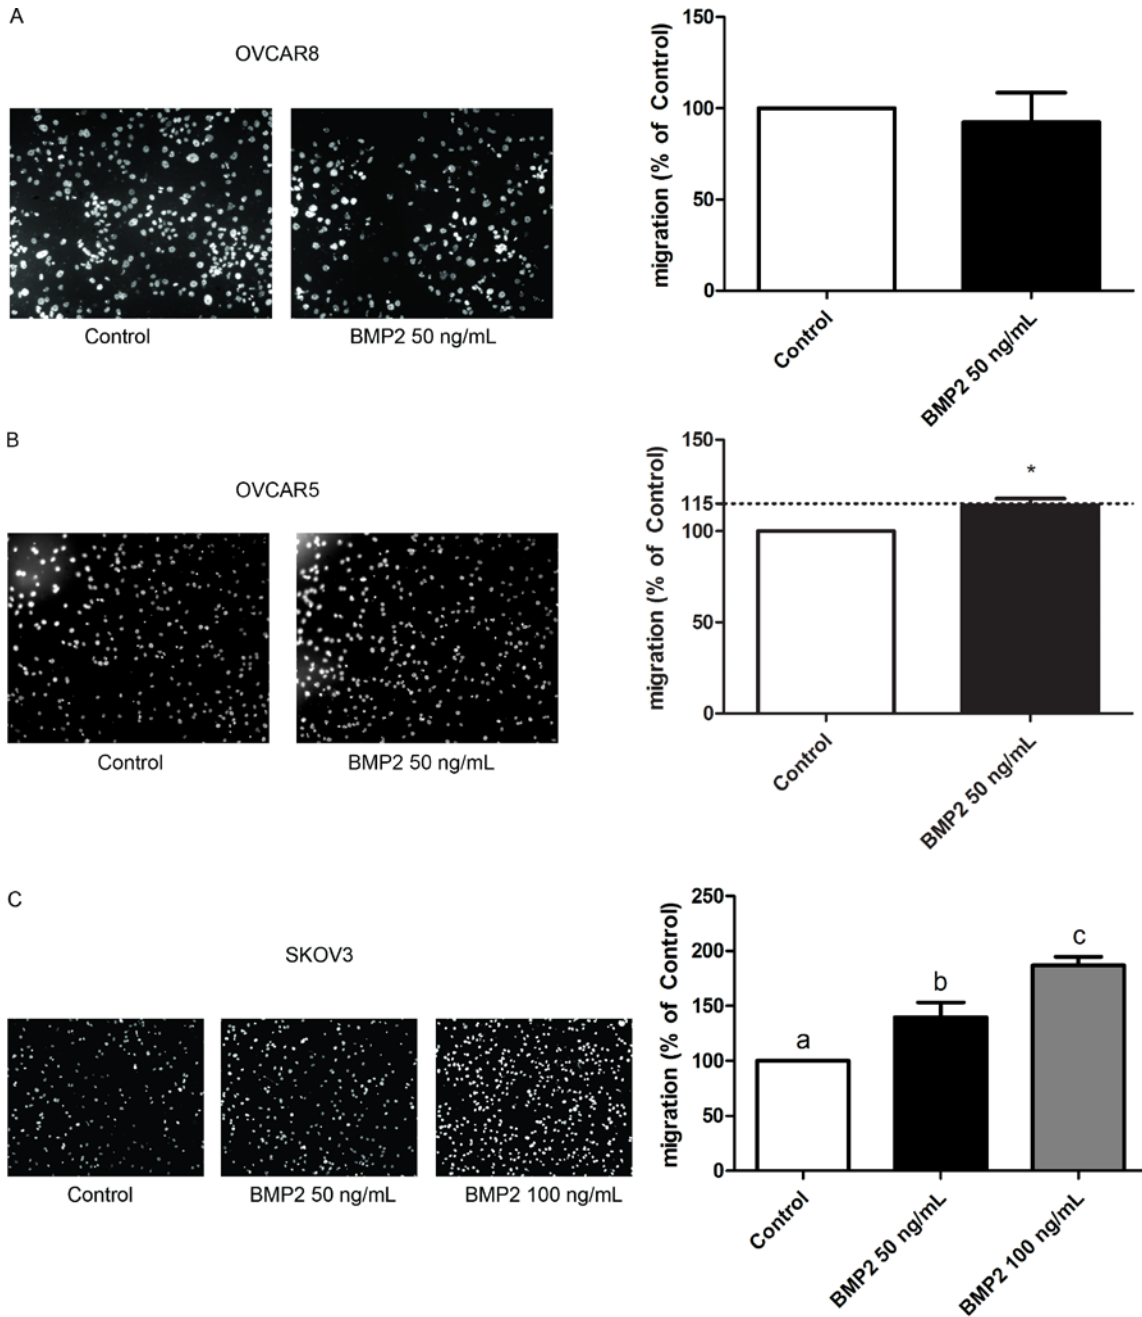 A
OVCAR8
Control
BMP2 50 ng/mL
migration (% of Control)
150
100
50
0
Control
BMP2 50 ng/mL
B
OVCAR5
Control
BMP2 50 ng/mL
migration (% of Control)
150
115
100
50
0
*
Control
BMP2 50 ng/mL
C
SKOV3
Control
BMP2 50 ng/mL
BMP2 100 ng/mL
migration (% of Control)
250
200
150
100
50
0
a
b
c
Control
BMP2 50 ng/mL
BMP2 100 ng/mL